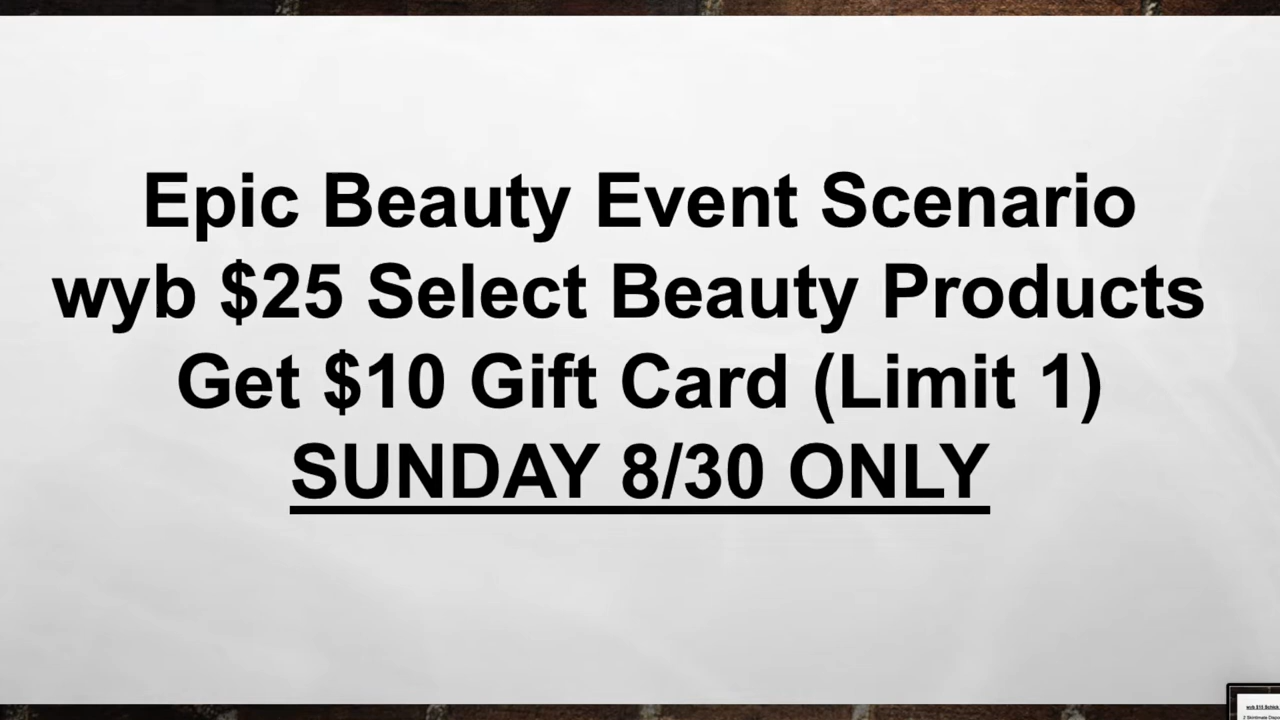 Epic Beauty Event Scenario
wyb $25 Select Beauty Products
Get $10 Gift Card (Limit 1)
SUNDAY 8/30 ONLY